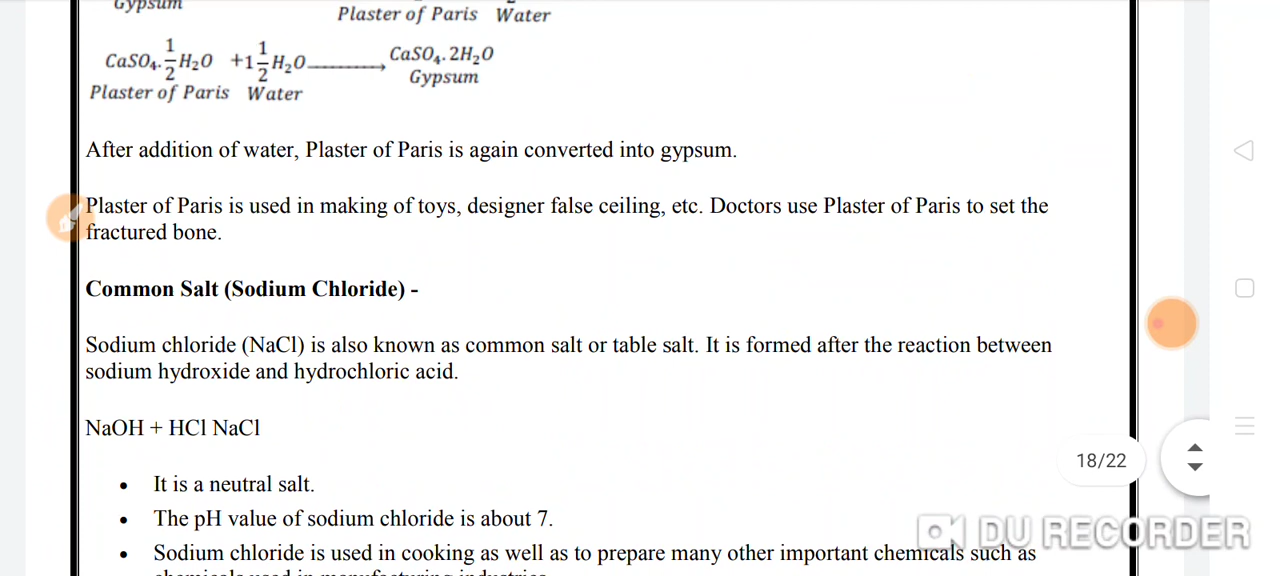 Gypsum
Plaster of Paris Water
CaSO₄.½H₂O +1½H₂O⟶ CaSO₄.2H₂O
Gypsum
Plaster of Paris Water
After addition of water, Plaster of Paris is again converted into gypsum.
Plaster of Paris is used in making of toys, designer false ceiling, etc. Doctors use Plaster of Paris to set the
fractured bone.
Common Salt (Sodium Chloride) -
Sodium chloride (NaCl) is also known as common salt or table salt. It is formed after the reaction between
sodium hydroxide and hydrochloric acid.
NaOH + HCl NaCl
• It is a neutral salt.
• The pH value of sodium chloride is about 7.
• Sodium chloride is used in cooking as well as to prepare many other important chemicals such as
chemicals used in manufacturing industries
18/22
DU RECORDER